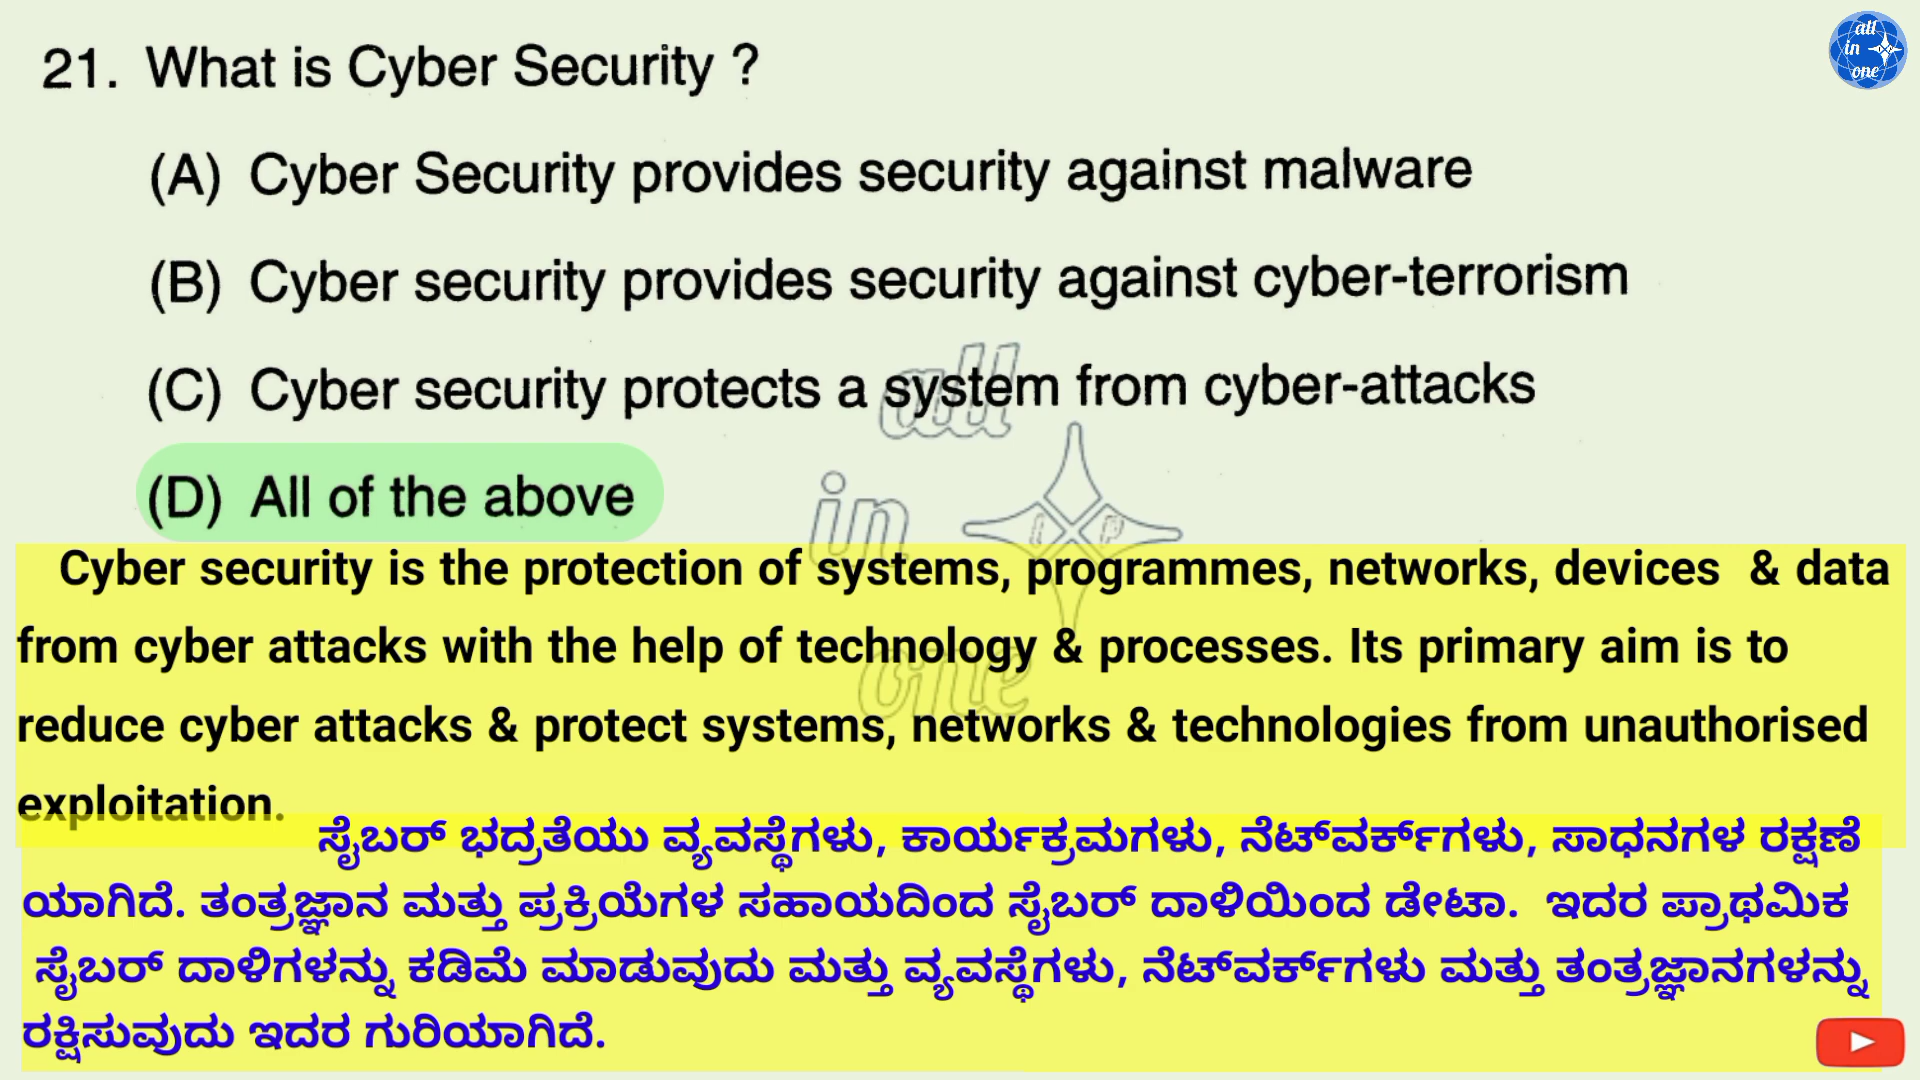 all
in
one
21. What is Cyber Security ?
(A) Cyber Security provides security against malware
(B) Cyber security provides security against cyber-terrorism
(C) Cyber security protects a system from cyber-attacks
(D) All of the above
all
in
I P
one
Cyber security is the protection of systems, programmes, networks, devices & data
from cyber attacks with the help of technology & processes. Its primary aim is to
reduce cyber attacks & protect systems, networks & technologies from unauthorised
exploitation.
ಸೈಬರ್ ಭದ್ರತೆಯು ವ್ಯವಸ್ಥೆಗಳು, ಕಾರ್ಯಕ್ರಮಗಳು, ನೆಟ್‌ವರ್ಕ್‌ಗಳು, ಸಾಧನಗಳ ರಕ್ಷಣೆ
ಯಾಗಿದೆ. ತಂತ್ರಜ್ಞಾನ ಮತ್ತು ಪ್ರಕ್ರಿಯೆಗಳ ಸಹಾಯದಿಂದ ಸೈಬರ್ ದಾಳಿಯಿಂದ ಡೇಟಾ. ಇದರ ಪ್ರಾಥಮಿಕ
ಸೈಬರ್ ದಾಳಿಗಳನ್ನು ಕಡಿಮೆ ಮಾಡುವುದು ಮತ್ತು ವ್ಯವಸ್ಥೆಗಳು, ನೆಟ್‌ವರ್ಕ್‌ಗಳು ಮತ್ತು ತಂತ್ರಜ್ಞಾನಗಳನ್ನು
ರಕ್ಷಿಸುವುದು ಇದರ ಗುರಿಯಾಗಿದೆ.